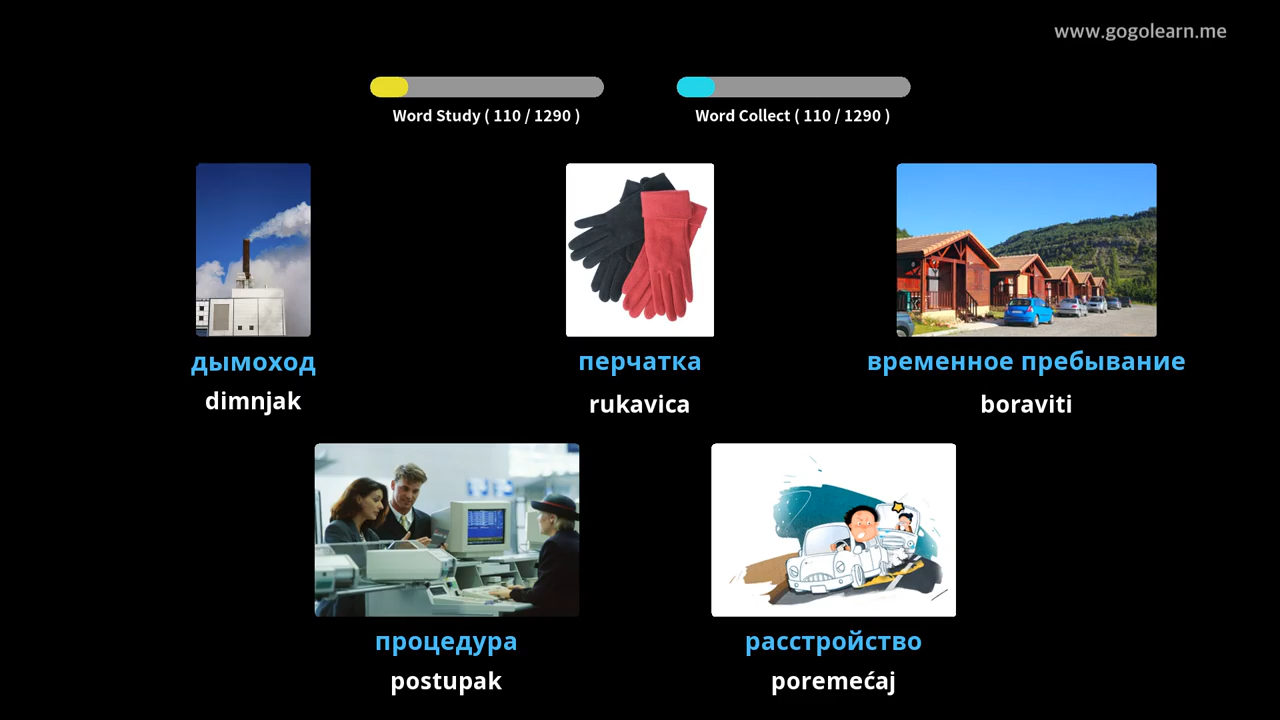 www.gogolearn.me
Word Study ( 110 / 1290 )
Word Collect ( 110 / 1290 )
дымоход
перчатка
временное пребывание
dimnjak
rukavica
boraviti
процедура
расстройство
postupak
poremećaj